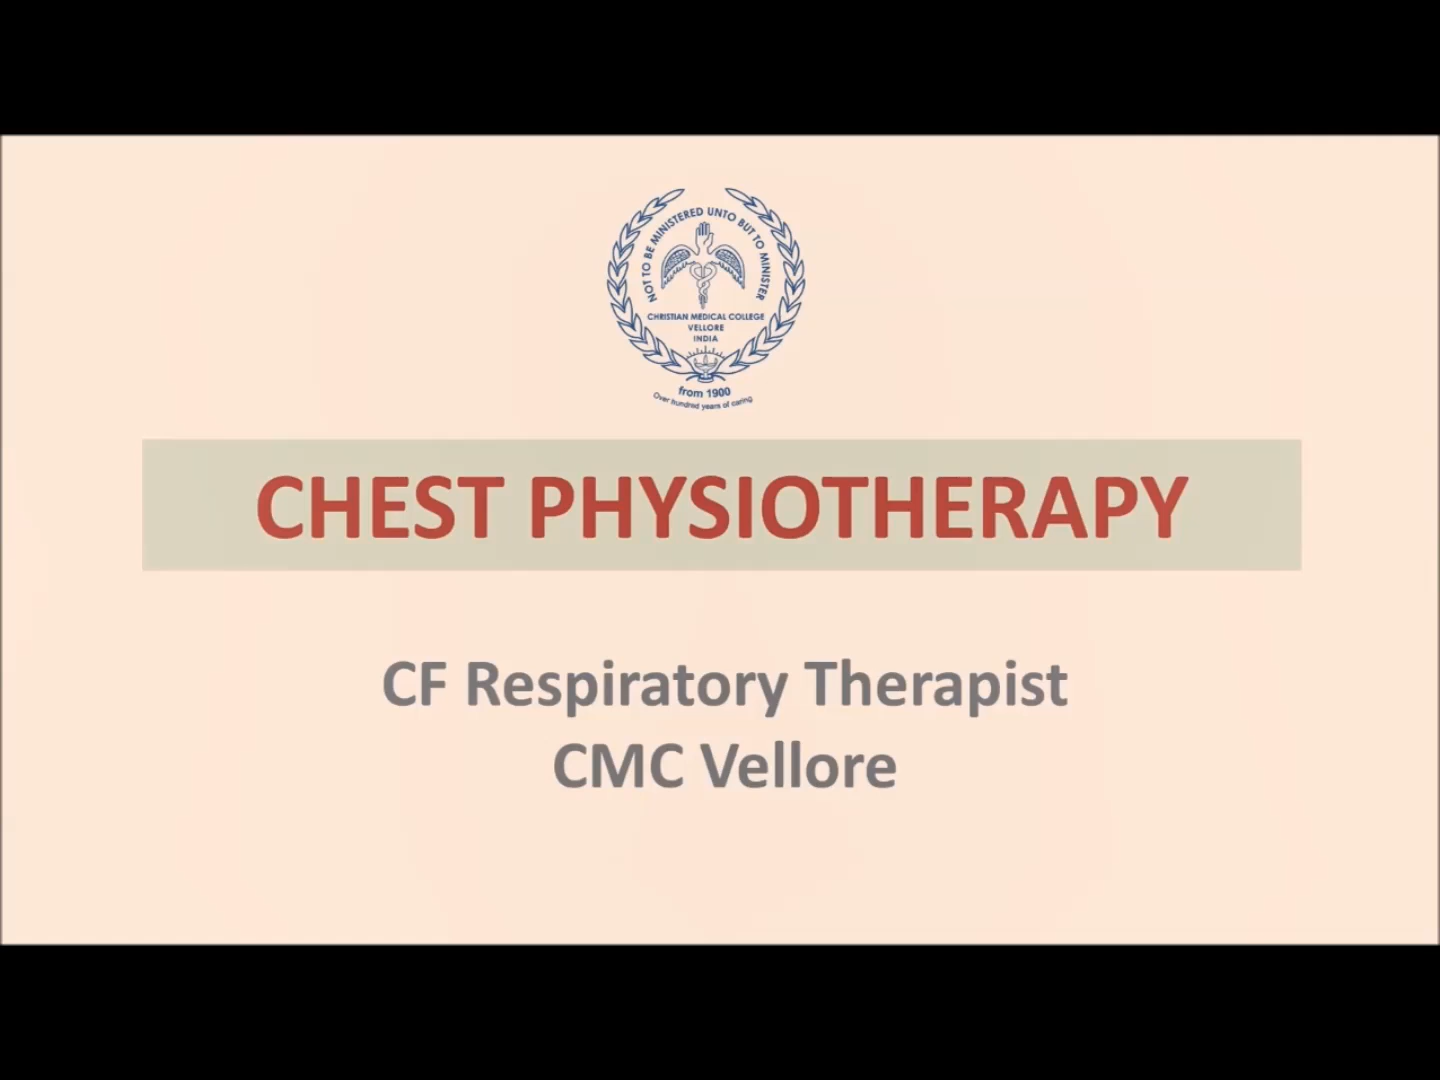 NOT TO BE MINISTERED UNTO BUT TO MINISTER
CHRISTIAN MEDICAL COLLEGE
VELLORE
INDIA
from 1900
Over hundred years of caring
CHEST PHYSIOTHERAPY
CF Respiratory Therapist
CMC Vellore